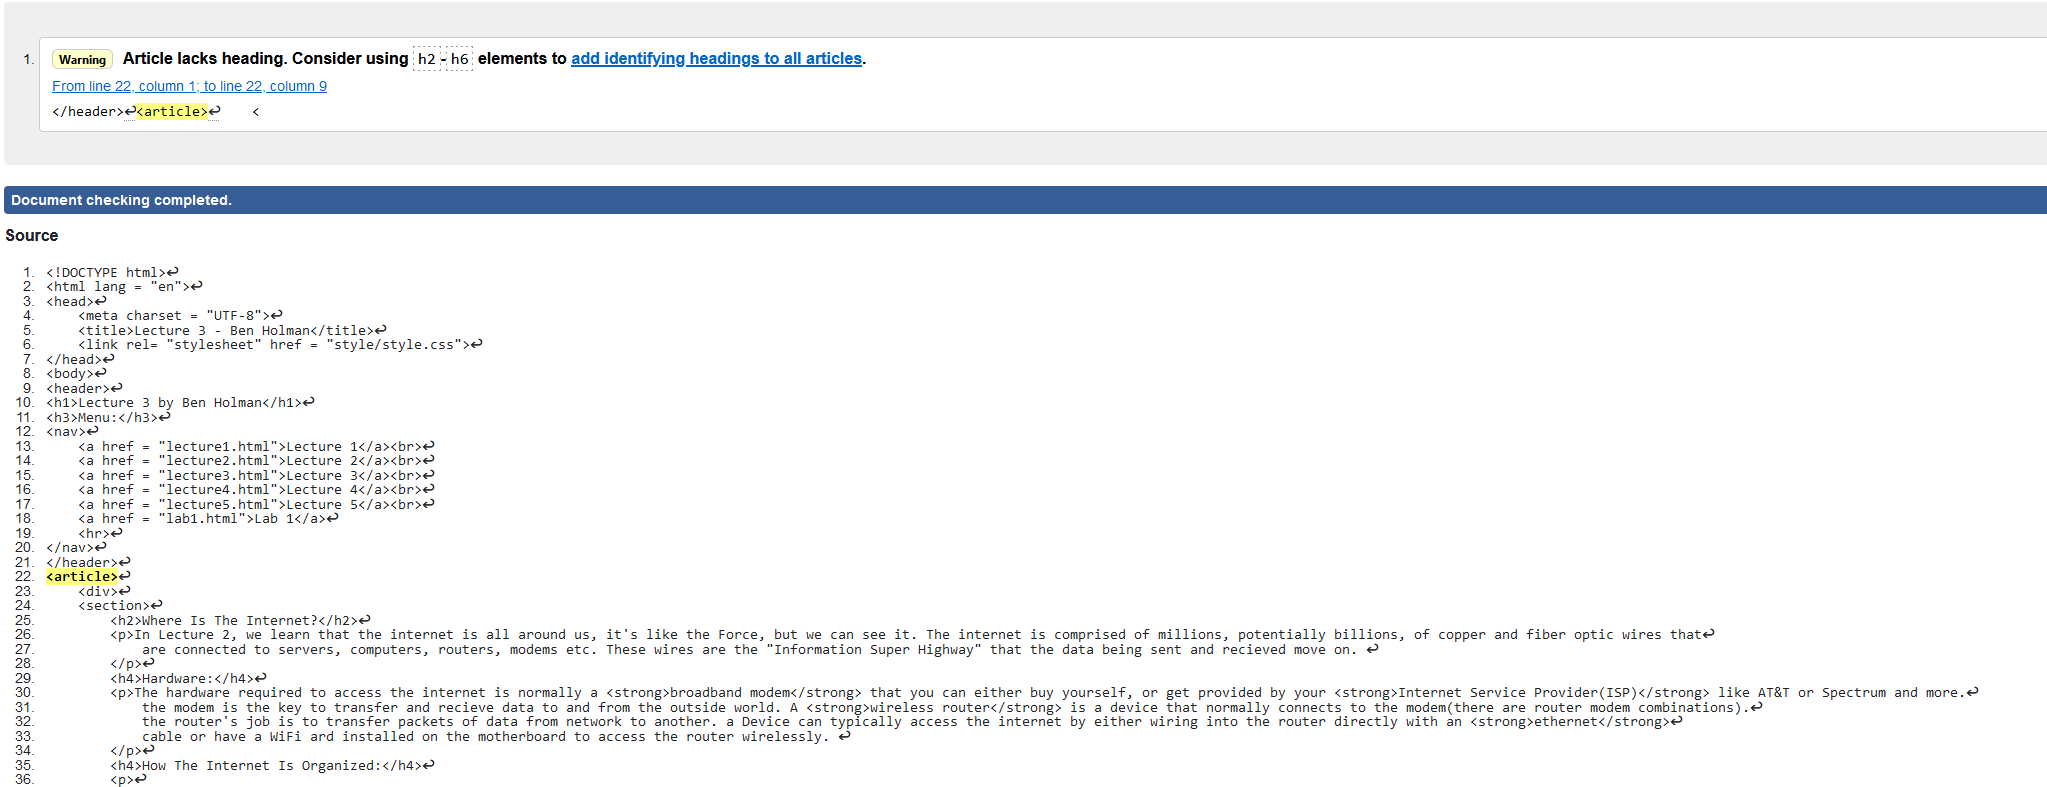 1. Warning Article lacks heading. Consider using h2-h6 elements to add identifying headings to all articles.
From line 22, column 1; to line 22, column 9
</header>↩<article>↩    <
Document checking completed.
Source
1. <!DOCTYPE html>↩
2. <html lang = "en">↩
3. <head>↩
4.     <meta charset = "UTF-8">↩
5.     <title>Lecture 3 - Ben Holman</title>↩
6.     <link rel= "stylesheet" href = "style/style.css">↩
7. </head>↩
8. <body>↩
9. <header>↩
10. <h1>Lecture 3 by Ben Holman</h1>↩
11. <h3>Menu:</h3>↩
12. <nav>↩
13.     <a href = "lecture1.html">Lecture 1</a><br>↩
14.     <a href = "lecture2.html">Lecture 2</a><br>↩
15.     <a href = "lecture3.html">Lecture 3</a><br>↩
16.     <a href = "lecture4.html">Lecture 4</a><br>↩
17.     <a href = "lecture5.html">Lecture 5</a><br>↩
18.     <a href = "lab1.html">Lab 1</a>↩
19.     <hr>↩
20. </nav>↩
21. </header>↩
22. <article>↩
23.     <div>↩
24.     <section>↩
25.         <h2>Where Is The Internet?</h2>↩
26.         <p>In Lecture 2, we learn that the internet is all around us, it's like the Force, but we can see it. The internet is comprised of millions, potentially billions, of copper and fiber optic wires that↩
27.             are connected to servers, computers, routers, modems etc. These wires are the "Information Super Highway" that the data being sent and recieved move on. ↩
28.         </p>↩
29.         <h4>Hardware:</h4>↩
30.         <p>The hardware required to access the internet is normally a <strong>broadband modem</strong> that you can either buy yourself, or get provided by your <strong>Internet Service Provider(ISP)</strong> like AT&T or Spectrum and more.↩
31.             the modem is the key to transfer and recieve data to and from the outside world. A <strong>wireless router</strong> is a device that normally connects to the modem(there are router modem combinations).↩
32.             the router's job is to transfer packets of data from network to another. a Device can typically access the internet by either wiring into the router directly with an <strong>ethernet</strong>↩
33.             cable or have a WiFi ard installed on the motherboard to access the router wirelessly. ↩
34.         </p>↩
35.         <h4>How The Internet Is Organized:</h4>↩
36.         <p>↩